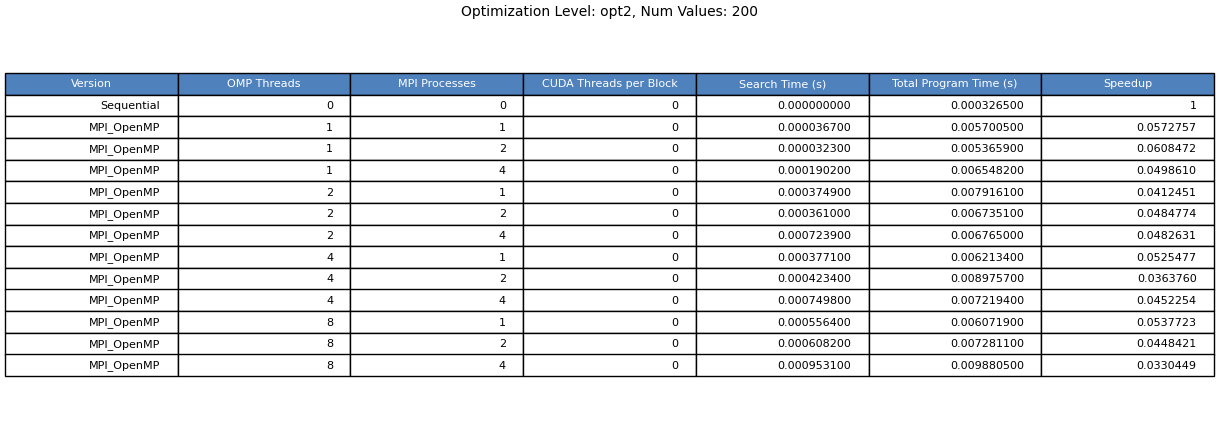 Optimization Level: opt2, Num Values: 200
Version OMP Threads MPI Processes CUDA Threads per Block Search Time (s) Total Program Time (s) Speedup
Sequential 0 0 0 0.000000000 0.000326500 1
MPI_OpenMP 1 1 0 0.000036700 0.005700500 0.0572757
MPI_OpenMP 1 2 0 0.000032300 0.005365900 0.0608472
MPI_OpenMP 1 4 0 0.000190200 0.006548200 0.0498610
MPI_OpenMP 2 1 0 0.000374900 0.007916100 0.0412451
MPI_OpenMP 2 2 0 0.000361000 0.006735100 0.0484774
MPI_OpenMP 2 4 0 0.000723900 0.006765000 0.0482631
MPI_OpenMP 4 1 0 0.000377100 0.006213400 0.0525477
MPI_OpenMP 4 2 0 0.000423400 0.008975700 0.0363760
MPI_OpenMP 4 4 0 0.000749800 0.007219400 0.0452254
MPI_OpenMP 8 1 0 0.000556400 0.006071900 0.0537723
MPI_OpenMP 8 2 0 0.000608200 0.007281100 0.0448421
MPI_OpenMP 8 4 0 0.000953100 0.009880500 0.0330449